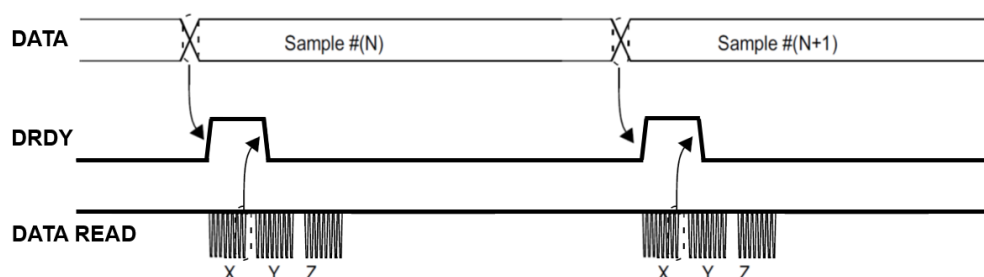 DATA
Sample #(N)
Sample #(N+1)
DRDY
DATA READ
X Y Z
X Y Z